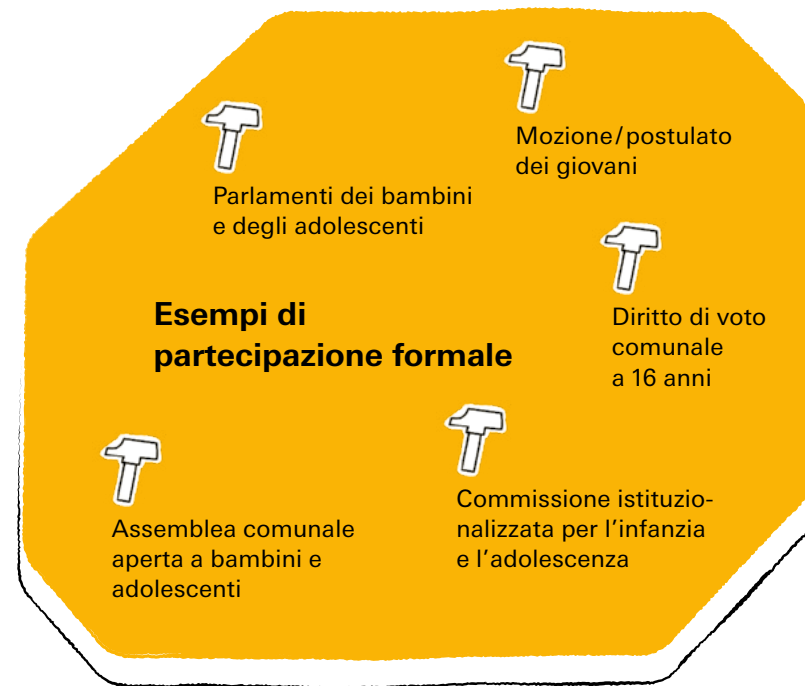 Mozione/postulato
dei giovani
Parlamenti dei bambini
e degli adolescenti
Esempi di
partecipazione formale
Diritto di voto
comunale
a 16 anni
Assemblea comunale
aperta a bambini e
adolescenti
Commissione istituzio-
nalizzata per l'infanzia
e l'adolescenza